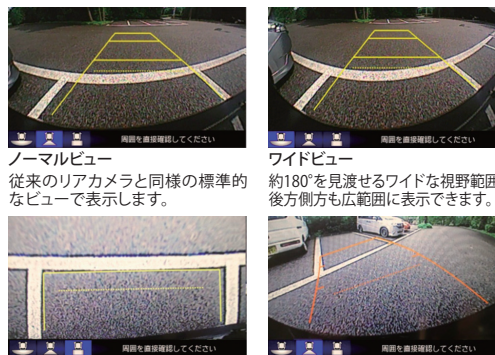 周囲を直接確認してください
周囲を直接確認してください
ノーマルビュー
従来のリアカメラと同様の標準的
なビューで表示します。
ワイドビュー
約180°を見渡せるワイドな視野範囲
後方側方も広範囲に表示できます。
周囲を直接確認してください
周囲を直接確認してください